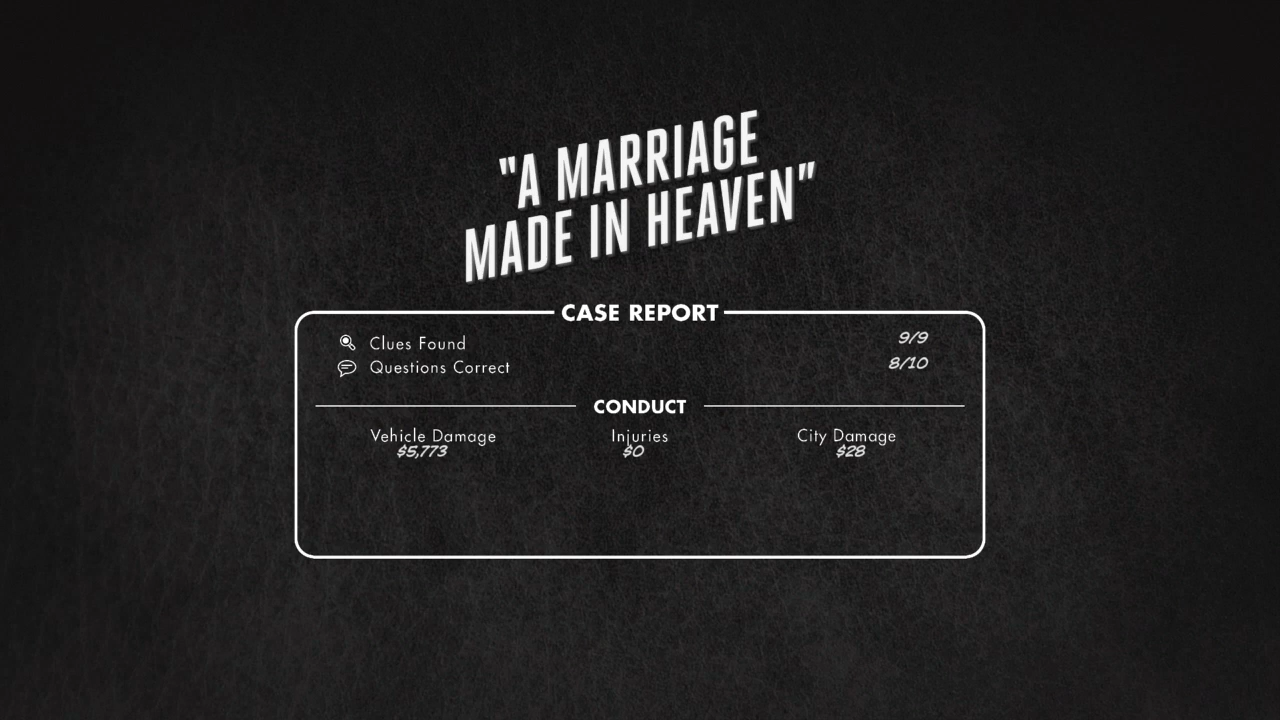 "A MARRIAGE
MADE IN HEAVEN"
CASE REPORT
Clues Found 9/9
Questions Correct 8/10
CONDUCT
Vehicle Damage Injuries City Damage
$5,773 $0 $28